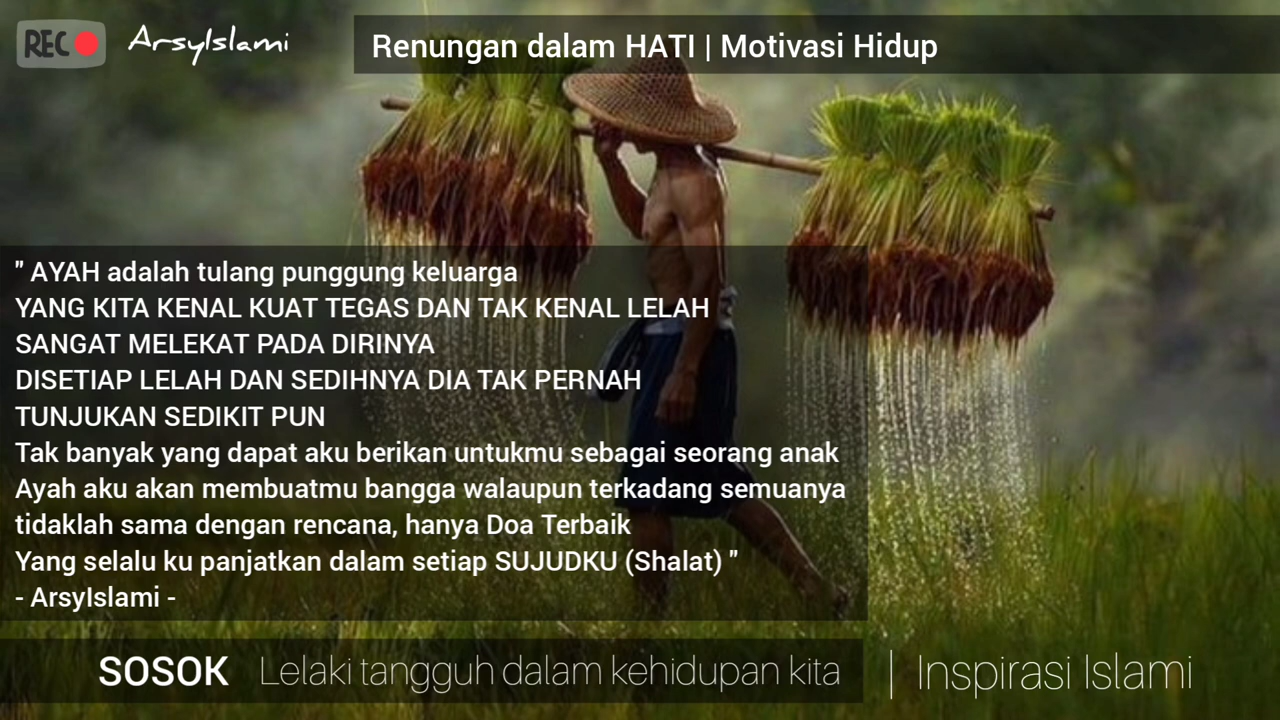 REC
ArsyIslami
Renungan dalam HATI | Motivasi Hidup
" AYAH adalah tulang punggung keluarga
YANG KITA KENAL KUAT TEGAS DAN TAK KENAL LELAH
SANGAT MELEKAT PADA DIRINYA
DISETIAP LELAH DAN SEDIHNYA DIA TAK PERNAH
TUNJUKAN SEDIKIT PUN
Tak banyak yang dapat aku berikan untukmu sebagai seorang anak
Ayah aku akan membuatmu bangga walaupun terkadang semuanya
tidaklah sama dengan rencana, hanya Doa Terbaik
Yang selalu ku panjatkan dalam setiap SUJUDKU (Shalat) "
- ArsyIslami -
SOSOK Lelaki tangguh dalam kehidupan kita | Inspirasi Islami